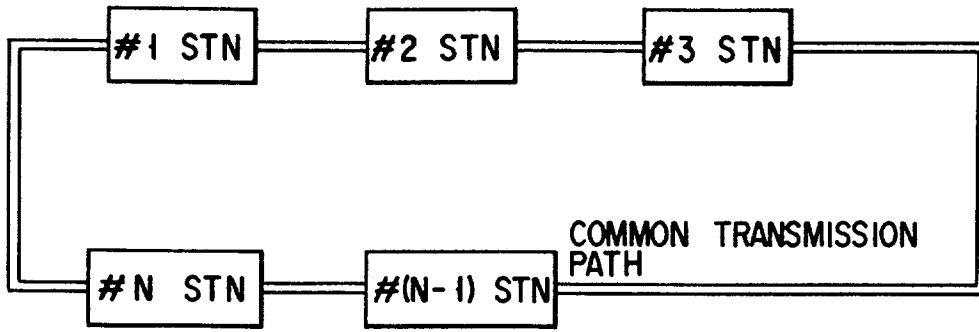 #1 STN
#2 STN
#3 STN
COMMON TRANSMISSION
PATH
#N STN
#(N-1) STN